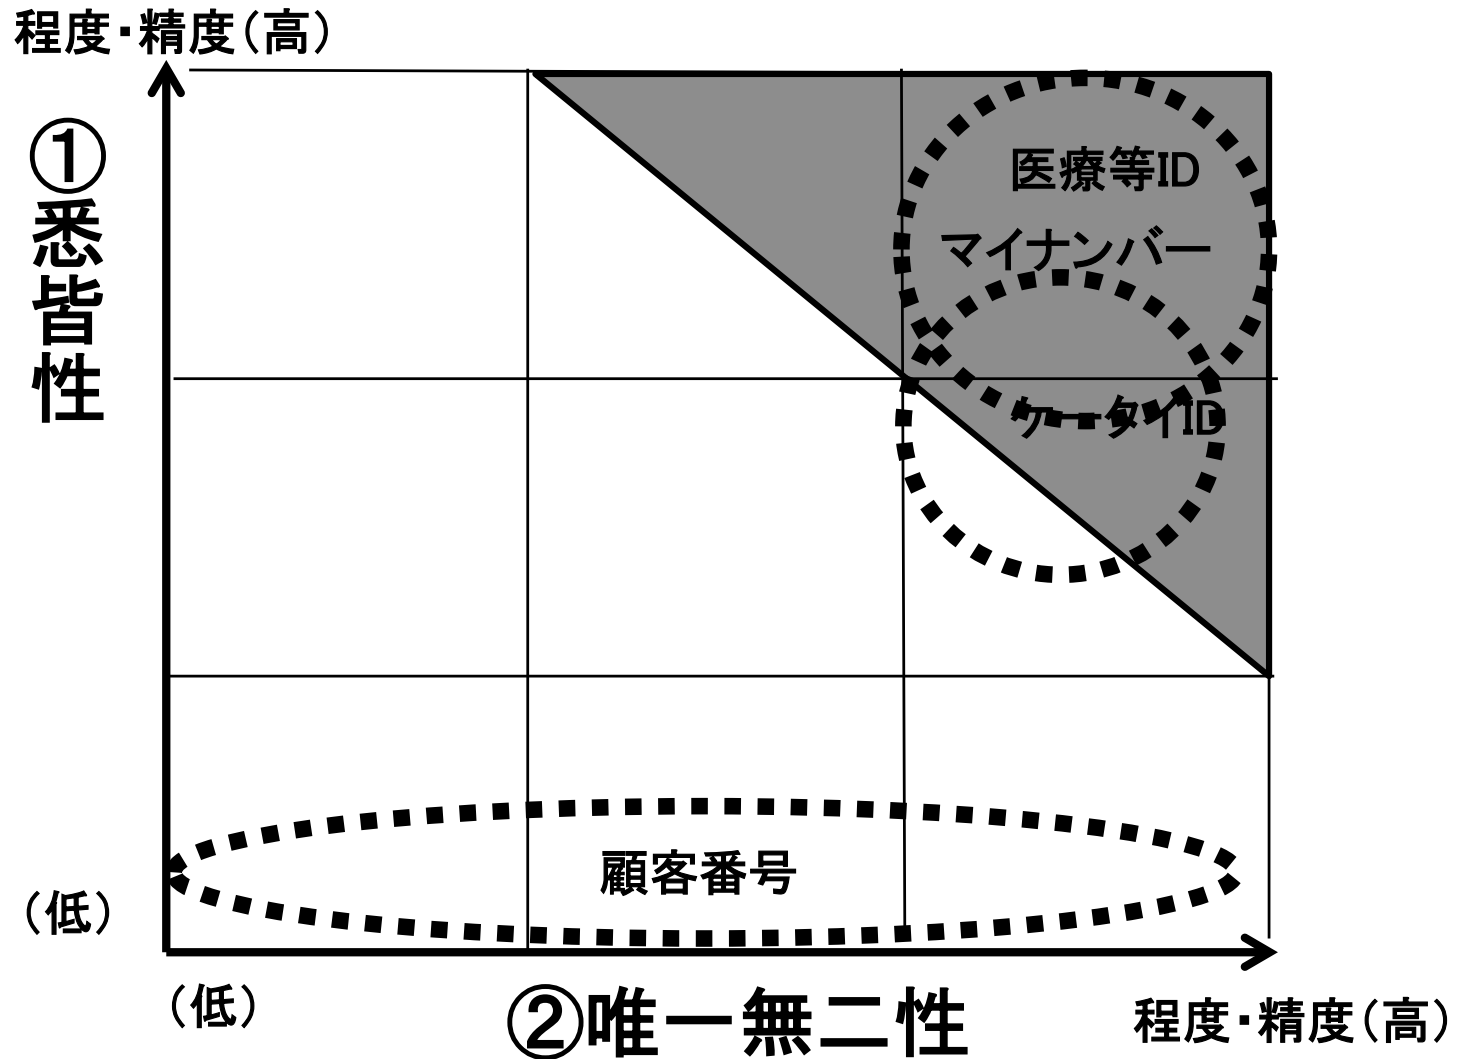 程度・精度(高)
①悉皆性
医療等ID
マイナンバー
ケータイID
顧客番号
(低)
(低)
②唯一無二性
程度・精度(高)